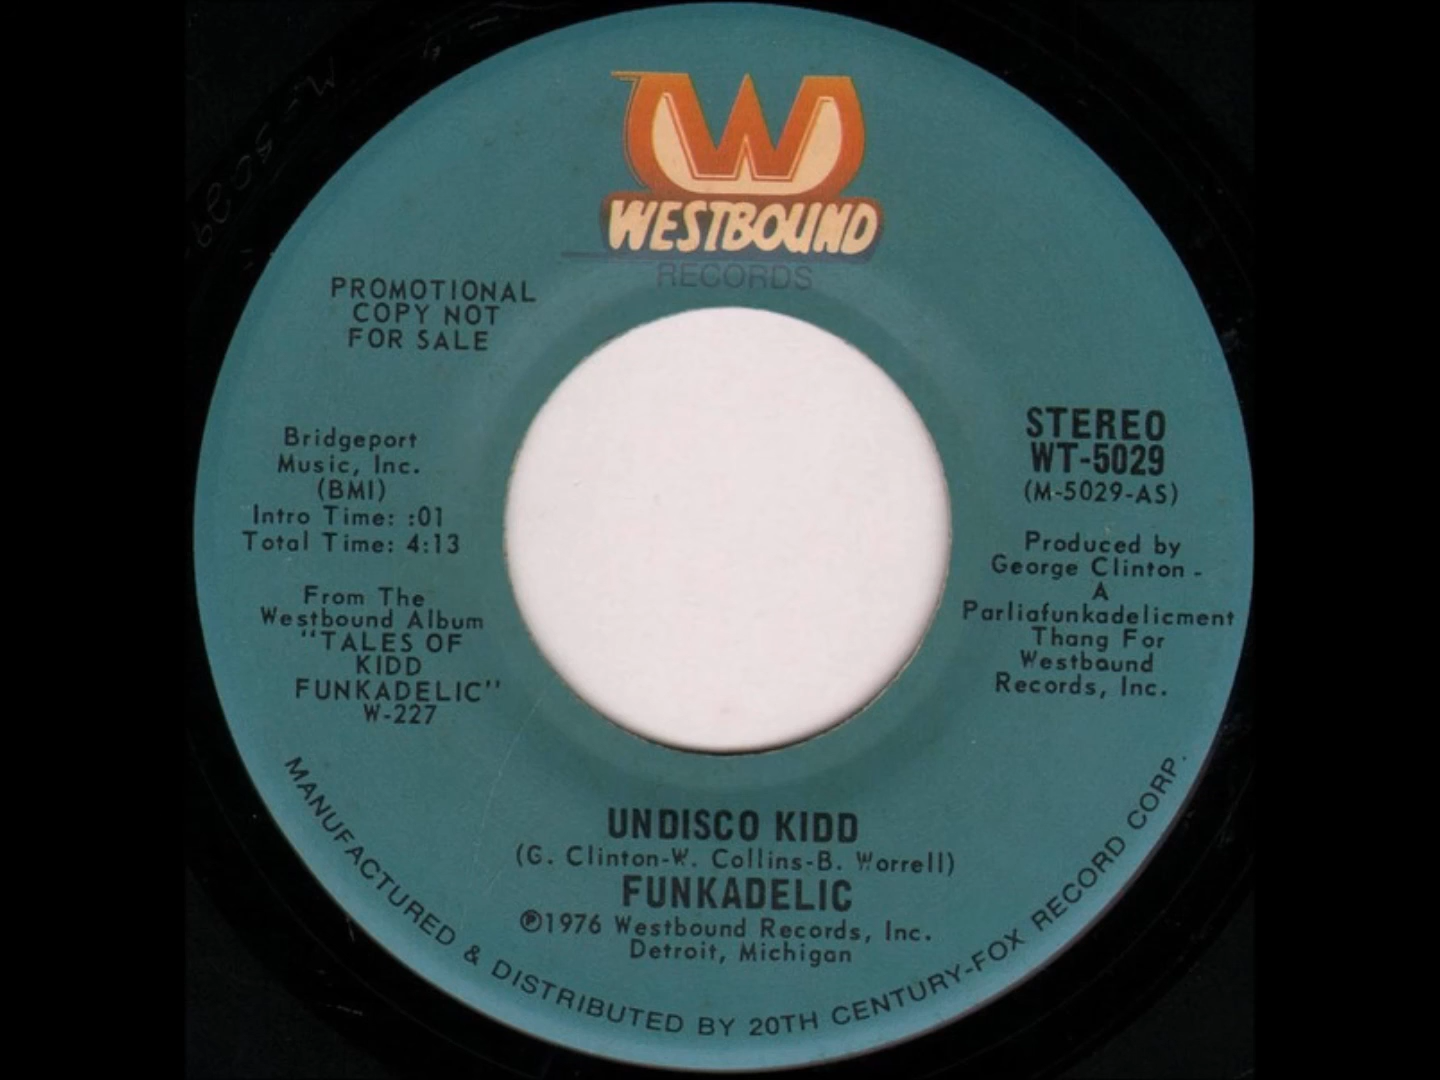 WESTBOUND
RECORDS
PROMOTIONAL
COPY NOT
FOR SALE
Bridgeport
Music, Inc.
(BMI)
Intro Time: :01
Total Time: 4:13
From The
Westbound Album
"TALES OF
KIDD
FUNKADELIC"
W-227
STEREO
WT-5029
(M-5029-AS)
Produced by
George Clinton -
A
Parliafunkadelicment
Thang For
Westbound
Records, Inc.
UNDISCO KIDD
(G. Clinton-W. Collins-B. Worrell)
FUNKADELIC
℗1976 Westbound Records, Inc.
Detroit, Michigan
MANUFACTURED & DISTRIBUTED BY 20TH CENTURY-FOX RECORD CORP.